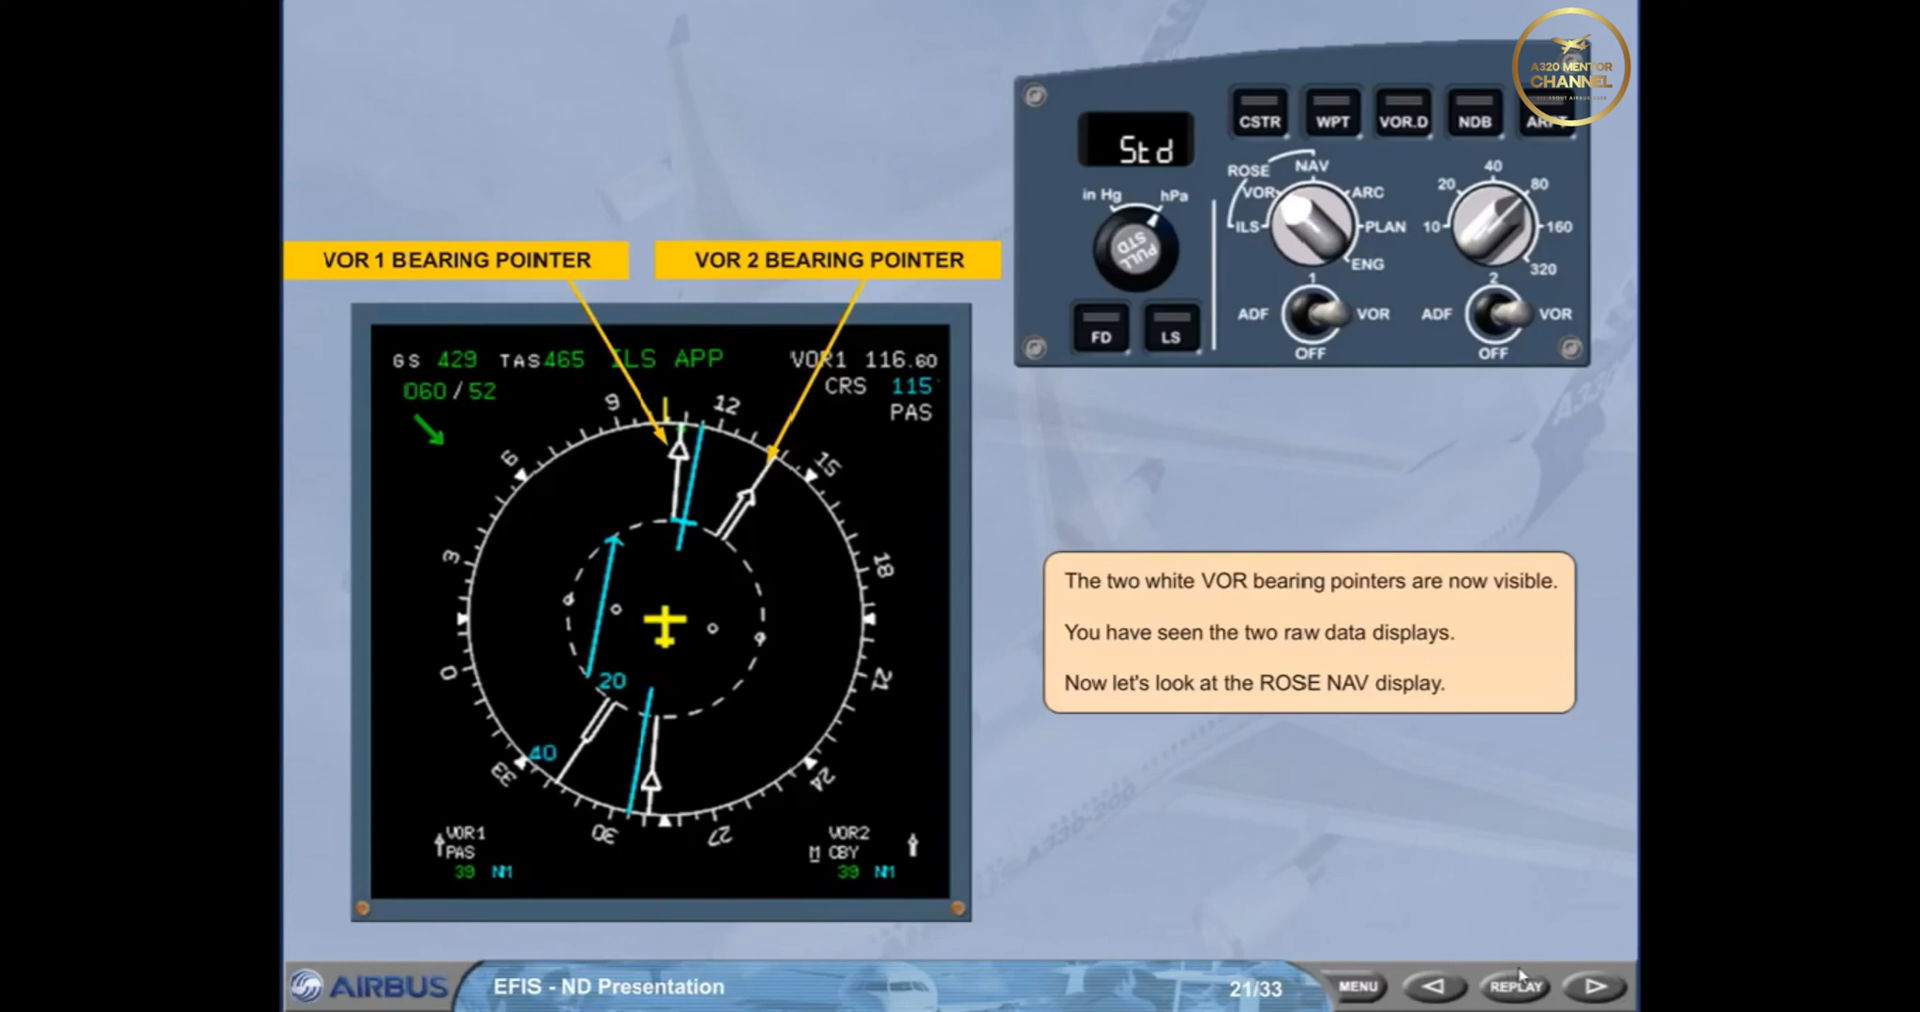 A320 MENTOR
CHANNEL
CSTR WPT VOR.D NDB ARPT
Std
in Hg hPa
PULL
STD
ROSE NAV
VOR ARC
ILS PLAN
ENG
10 20 40 80 160 320
FD LS
1
ADF VOR
OFF
2
ADF VOR
OFF
VOR 1 BEARING POINTER
VOR 2 BEARING POINTER
GS 429 TAS465 ILS APP VOR1 116.60
060/52 CRS 115°
PAS
9 12
6 15
3 18
0 21
20
40
33 24
30 27
VOR1 VOR2
PAS M CBY
39 NM 39 NM
The two white VOR bearing pointers are now visible.
You have seen the two raw data displays.
Now let's look at the ROSE NAV display.
A330-200
AIRBUS
EFIS - ND Presentation
21/33
MENU REPLAY